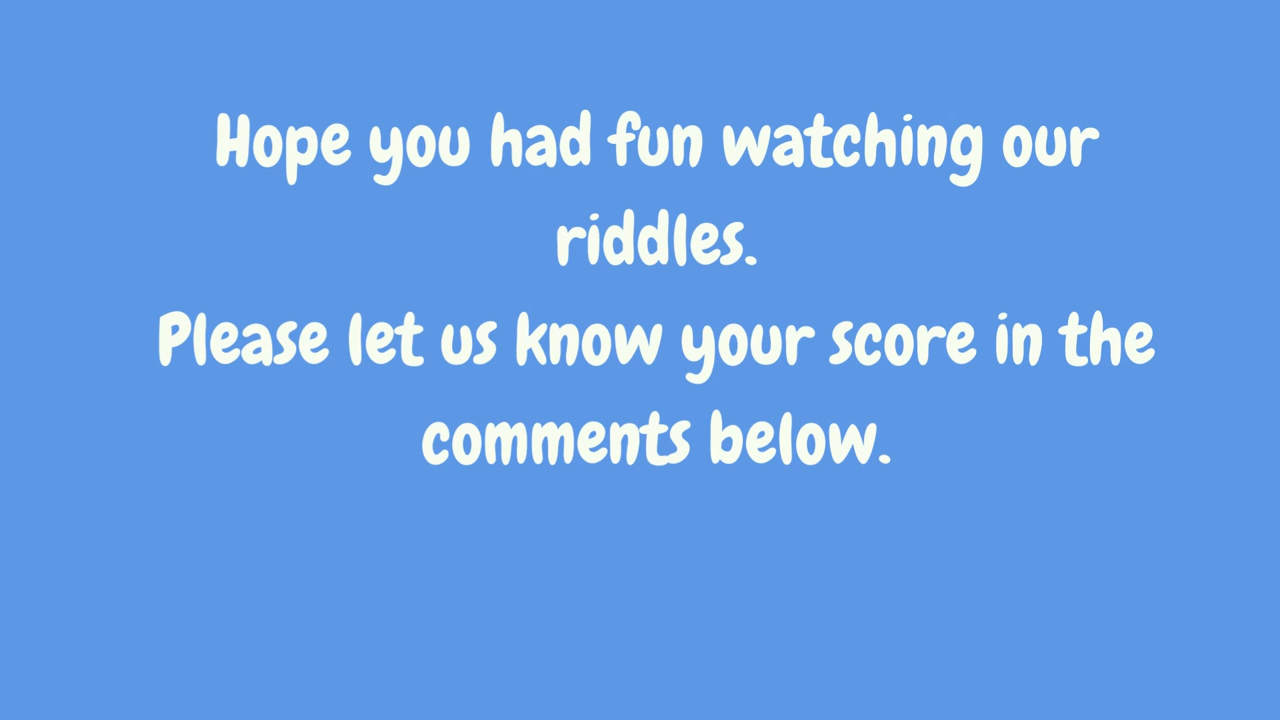 Hope you had fun watching our
riddles.
Please let us know your score in the
comments below.